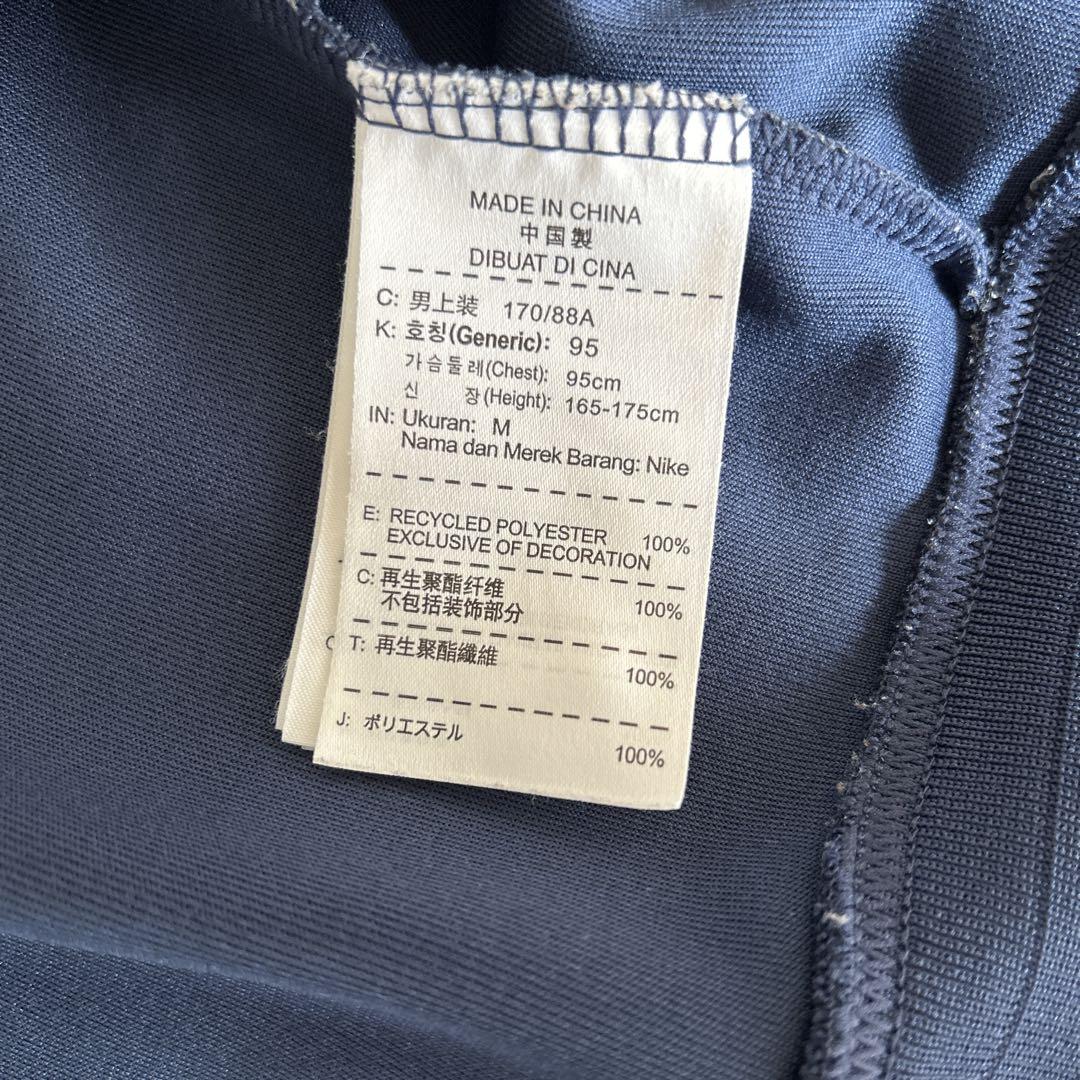 MADE IN CHINA
中国製
DIBUAT DI CINA
C: 男上装 170/88A
K: 호칭(Generic): 95
가슴둘레(Chest): 95cm
신 장(Height): 165-175cm
IN: Ukuran: M
Nama dan Merek Barang: Nike
E: RECYCLED POLYESTER 100%
EXCLUSIVE OF DECORATION
C: 再生聚酯纤维 100%
不包括装饰部分
T: 再生聚酯纖維 100%
J: ポリエステル 100%